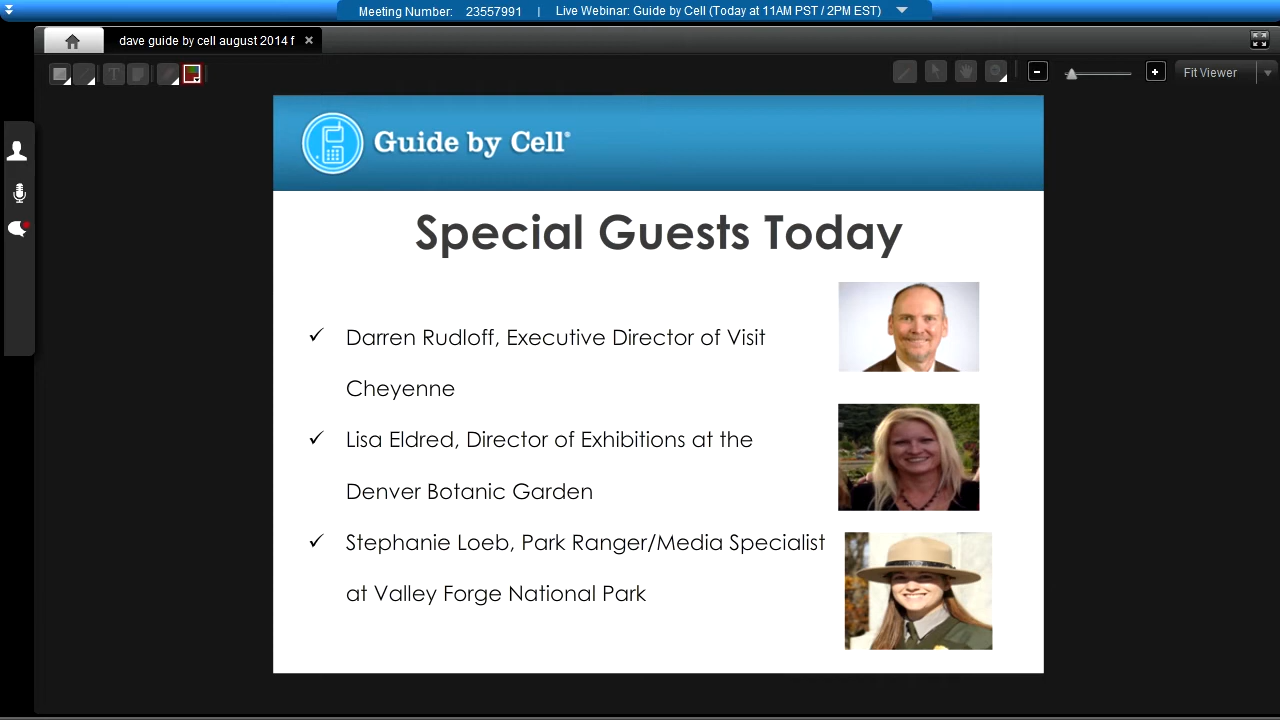 Meeting Number: 23557991 | Live Webinar: Guide by Cell (Today at 11AM PST / 2PM EST)
dave guide by cell august 2014 f ×
T
Fit Viewer
Guide by Cell®
Special Guests Today
✓ Darren Rudloff, Executive Director of Visit
Cheyenne
✓ Lisa Eldred, Director of Exhibitions at the
Denver Botanic Garden
✓ Stephanie Loeb, Park Ranger/Media Specialist
at Valley Forge National Park